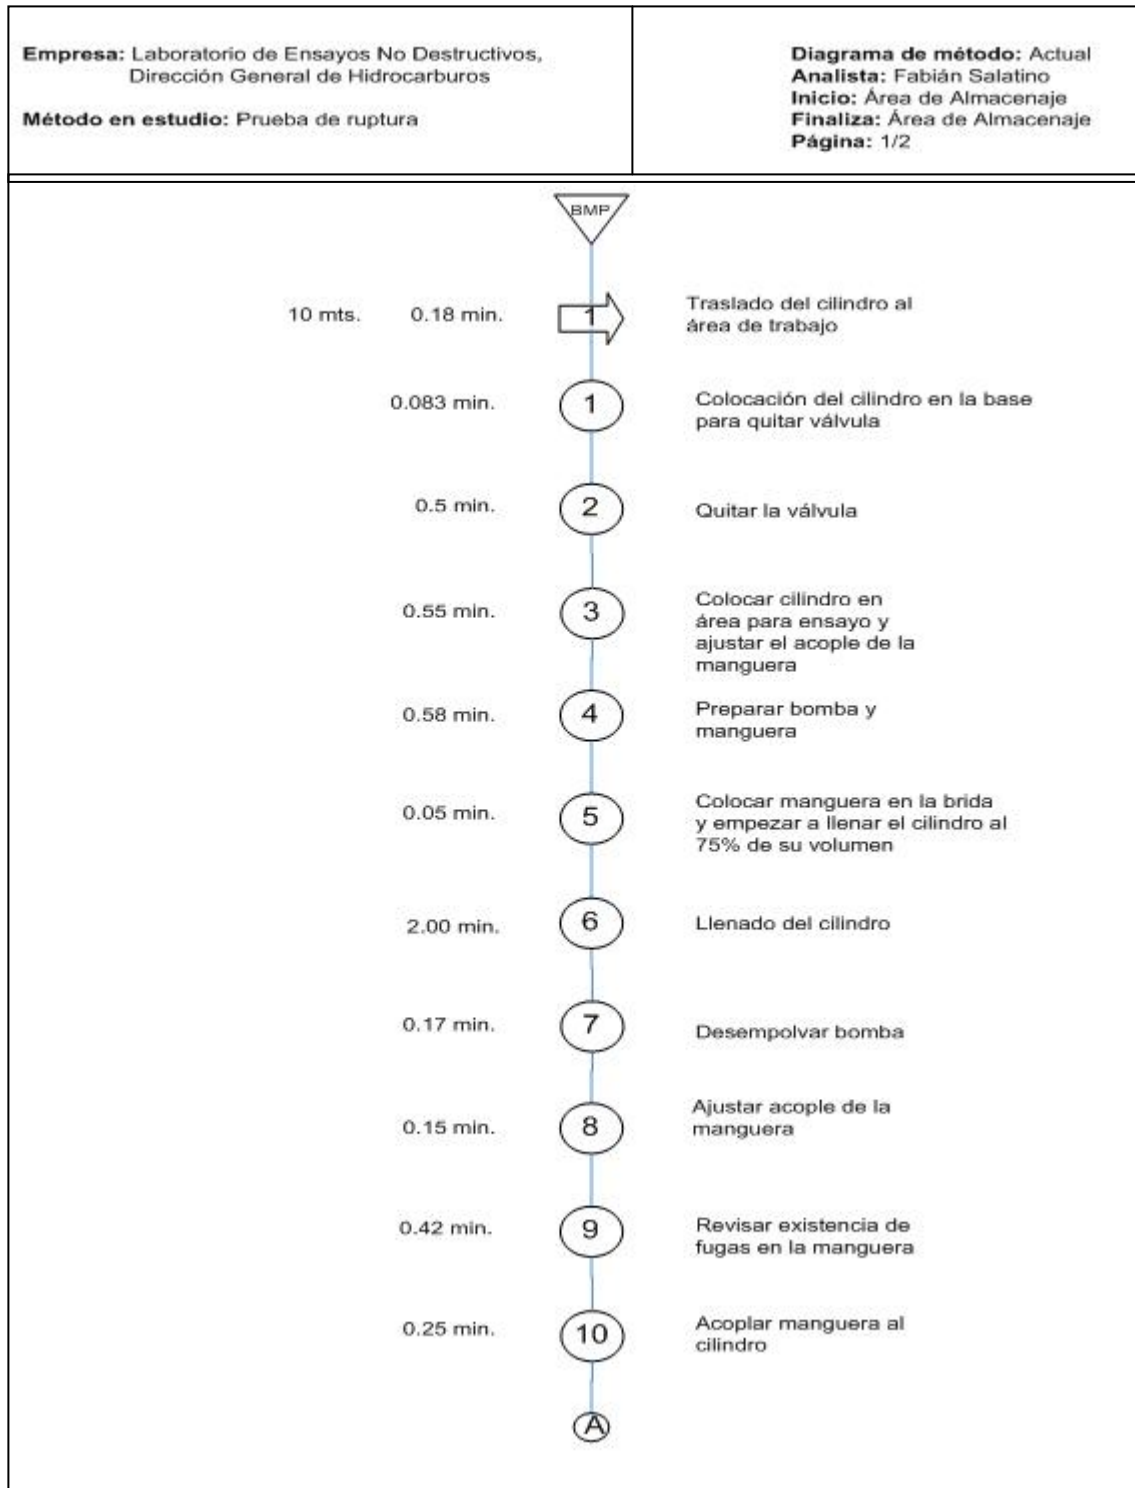 Empresa: Laboratorio de Ensayos No Destructivos,
Dirección General de Hidrocarburos
Método en estudio: Prueba de ruptura
Diagrama de método: Actual
Analista: Fabián Salatino
Inicio: Área de Almacenaje
Finaliza: Área de Almacenaje
Página: 1/2
BMP
10 mts. 0.18 min. 1 Traslado del cilindro al
área de trabajo
0.083 min. 1 Colocación del cilindro en la base
para quitar válvula
0.5 min. 2 Quitar la válvula
0.55 min. 3 Colocar cilindro en
área para ensayo y
ajustar el acople de la
manguera
0.58 min. 4 Preparar bomba y
manguera
0.05 min. 5 Colocar manguera en la brida
y empezar a llenar el cilindro al
75% de su volumen
2.00 min. 6 Llenado del cilindro
0.17 min. 7 Desempolvar bomba
0.15 min. 8 Ajustar acople de la
manguera
0.42 min. 9 Revisar existencia de
fugas en la manguera
0.25 min. 10 Acoplar manguera al
cilindro
A